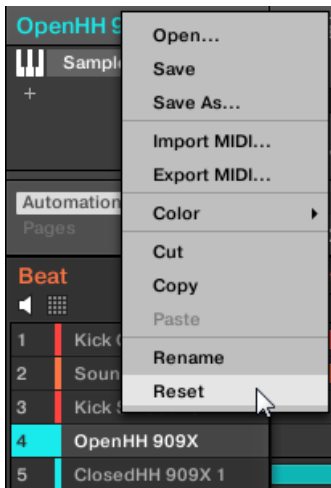 OpenHH 9
Open...
Save
Save As...
Import MIDI...
Export MIDI...
Color
Cut
Copy
Paste
Rename
Reset
Sampl
+
Automation
Pages
Beat
1 Kick
2 Soun
3 Kick
4 OpenHH 909X
5 ClosedHH 909X 1